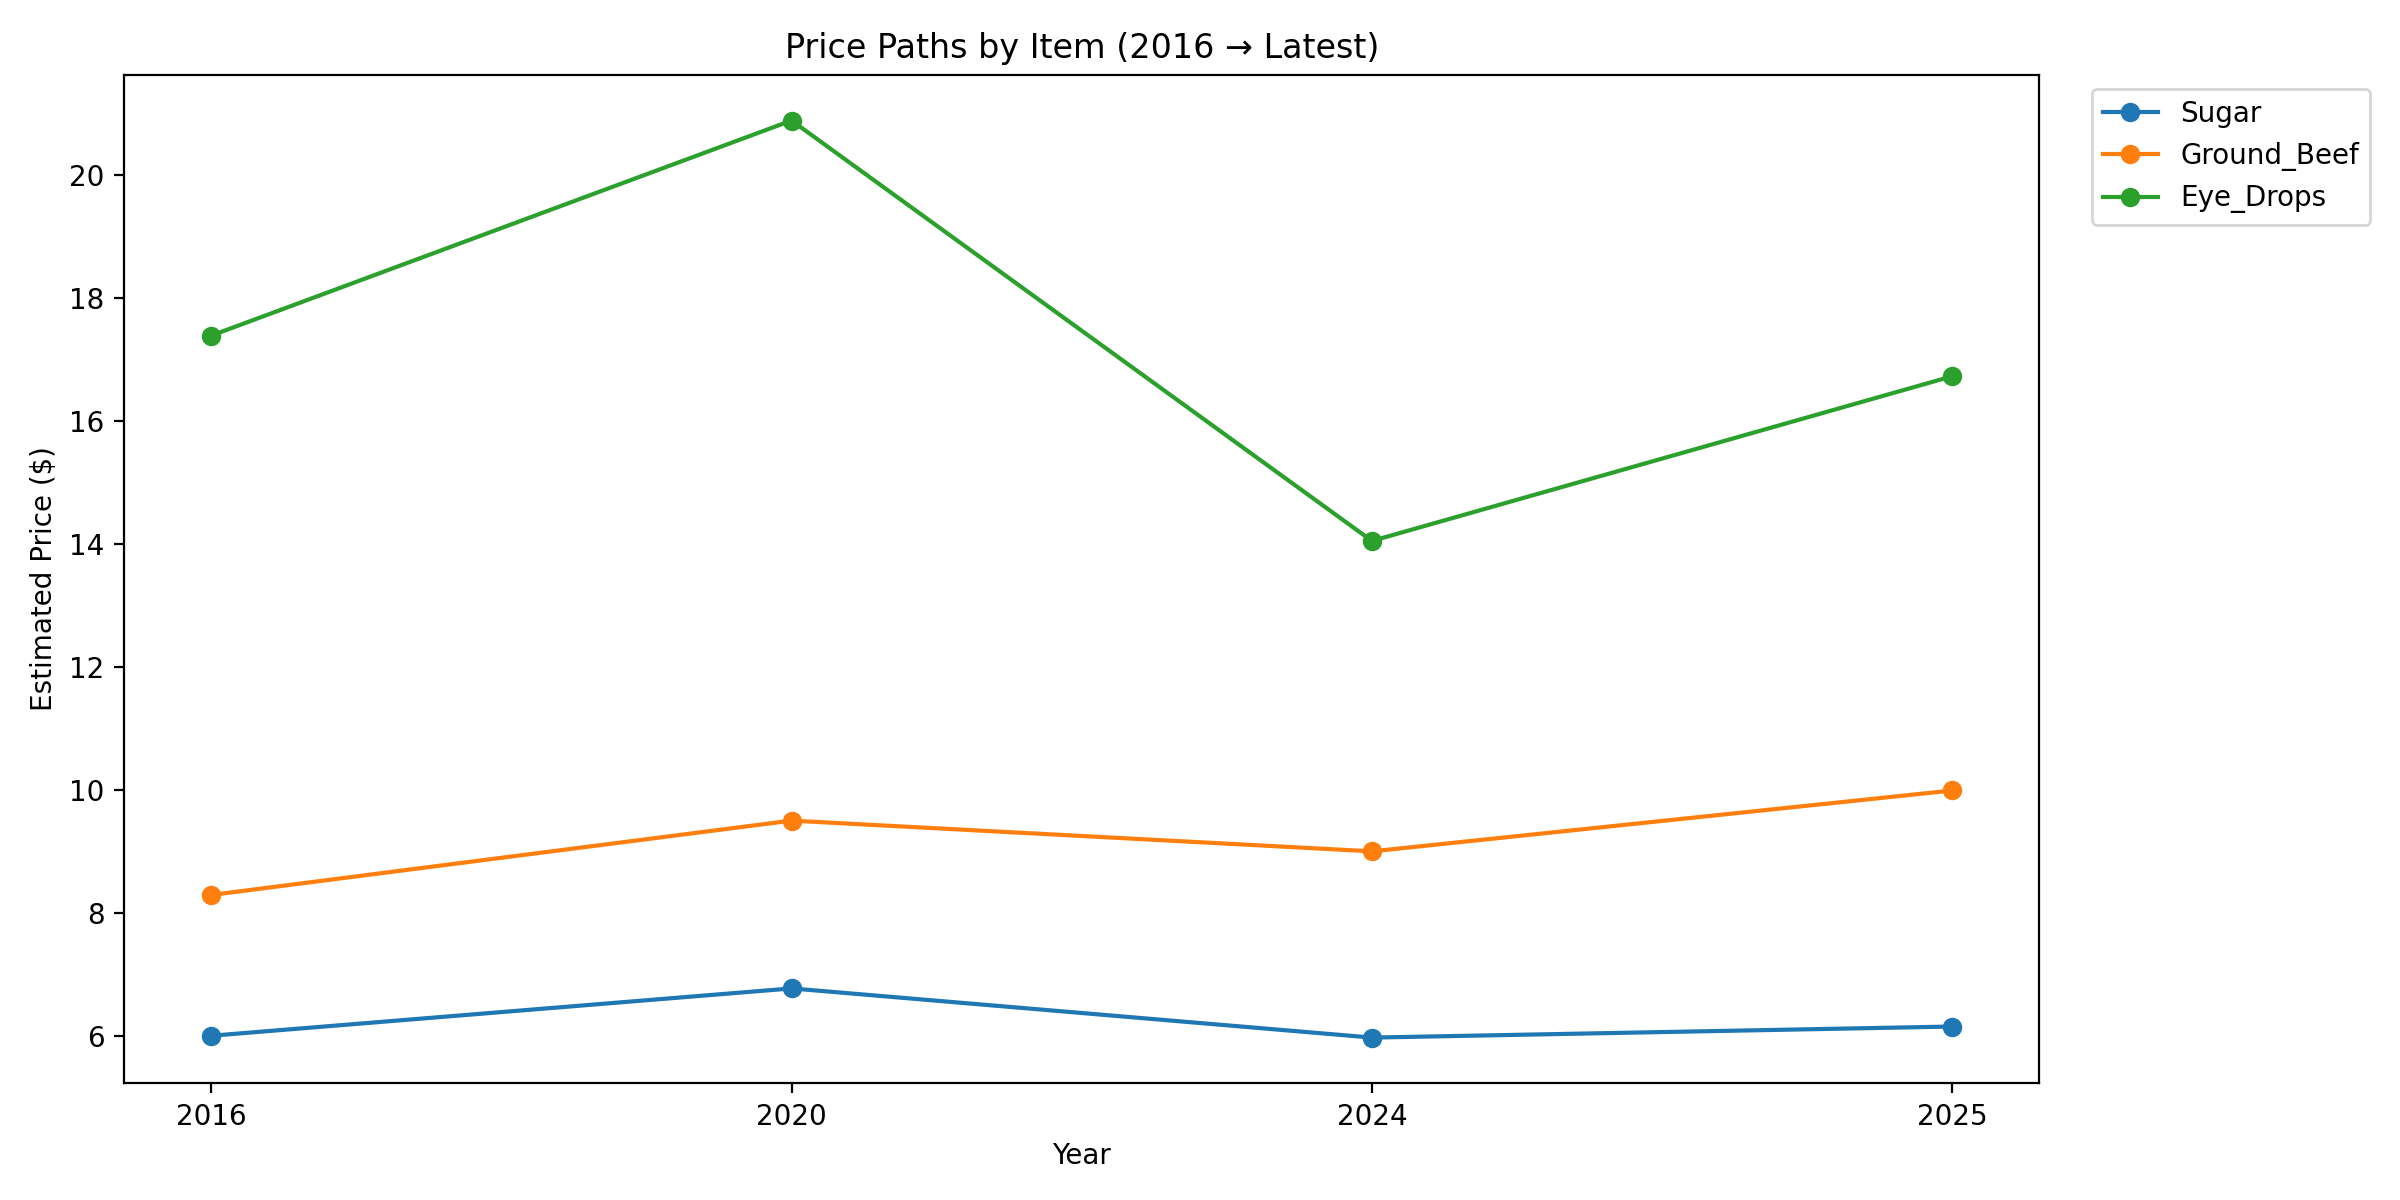 Price Paths by Item (2016 → Latest)
Sugar
Ground_Beef
Eye_Drops
Estimated Price ($)
20
18
16
14
12
10
8
6
2016 2020 2024 2025
Year